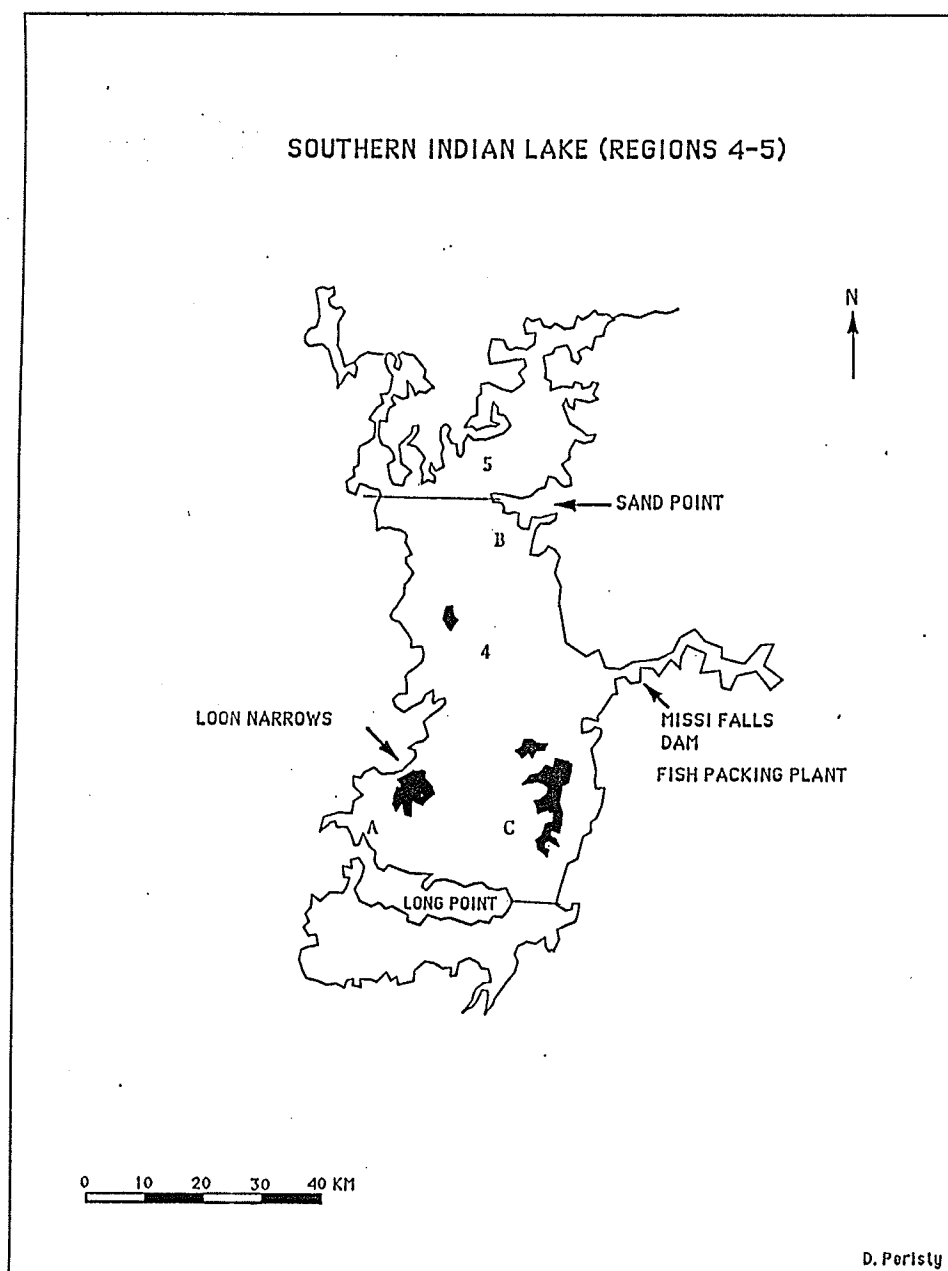 SOUTHERN INDIAN LAKE (REGIONS 4-5)
N
5
SAND POINT
B
4
LOON NARROWS
MISSI FALLS
DAM
FISH PACKING PLANT
A
C
LONG POINT
0 10 20 30 40 KM
D. Peristy